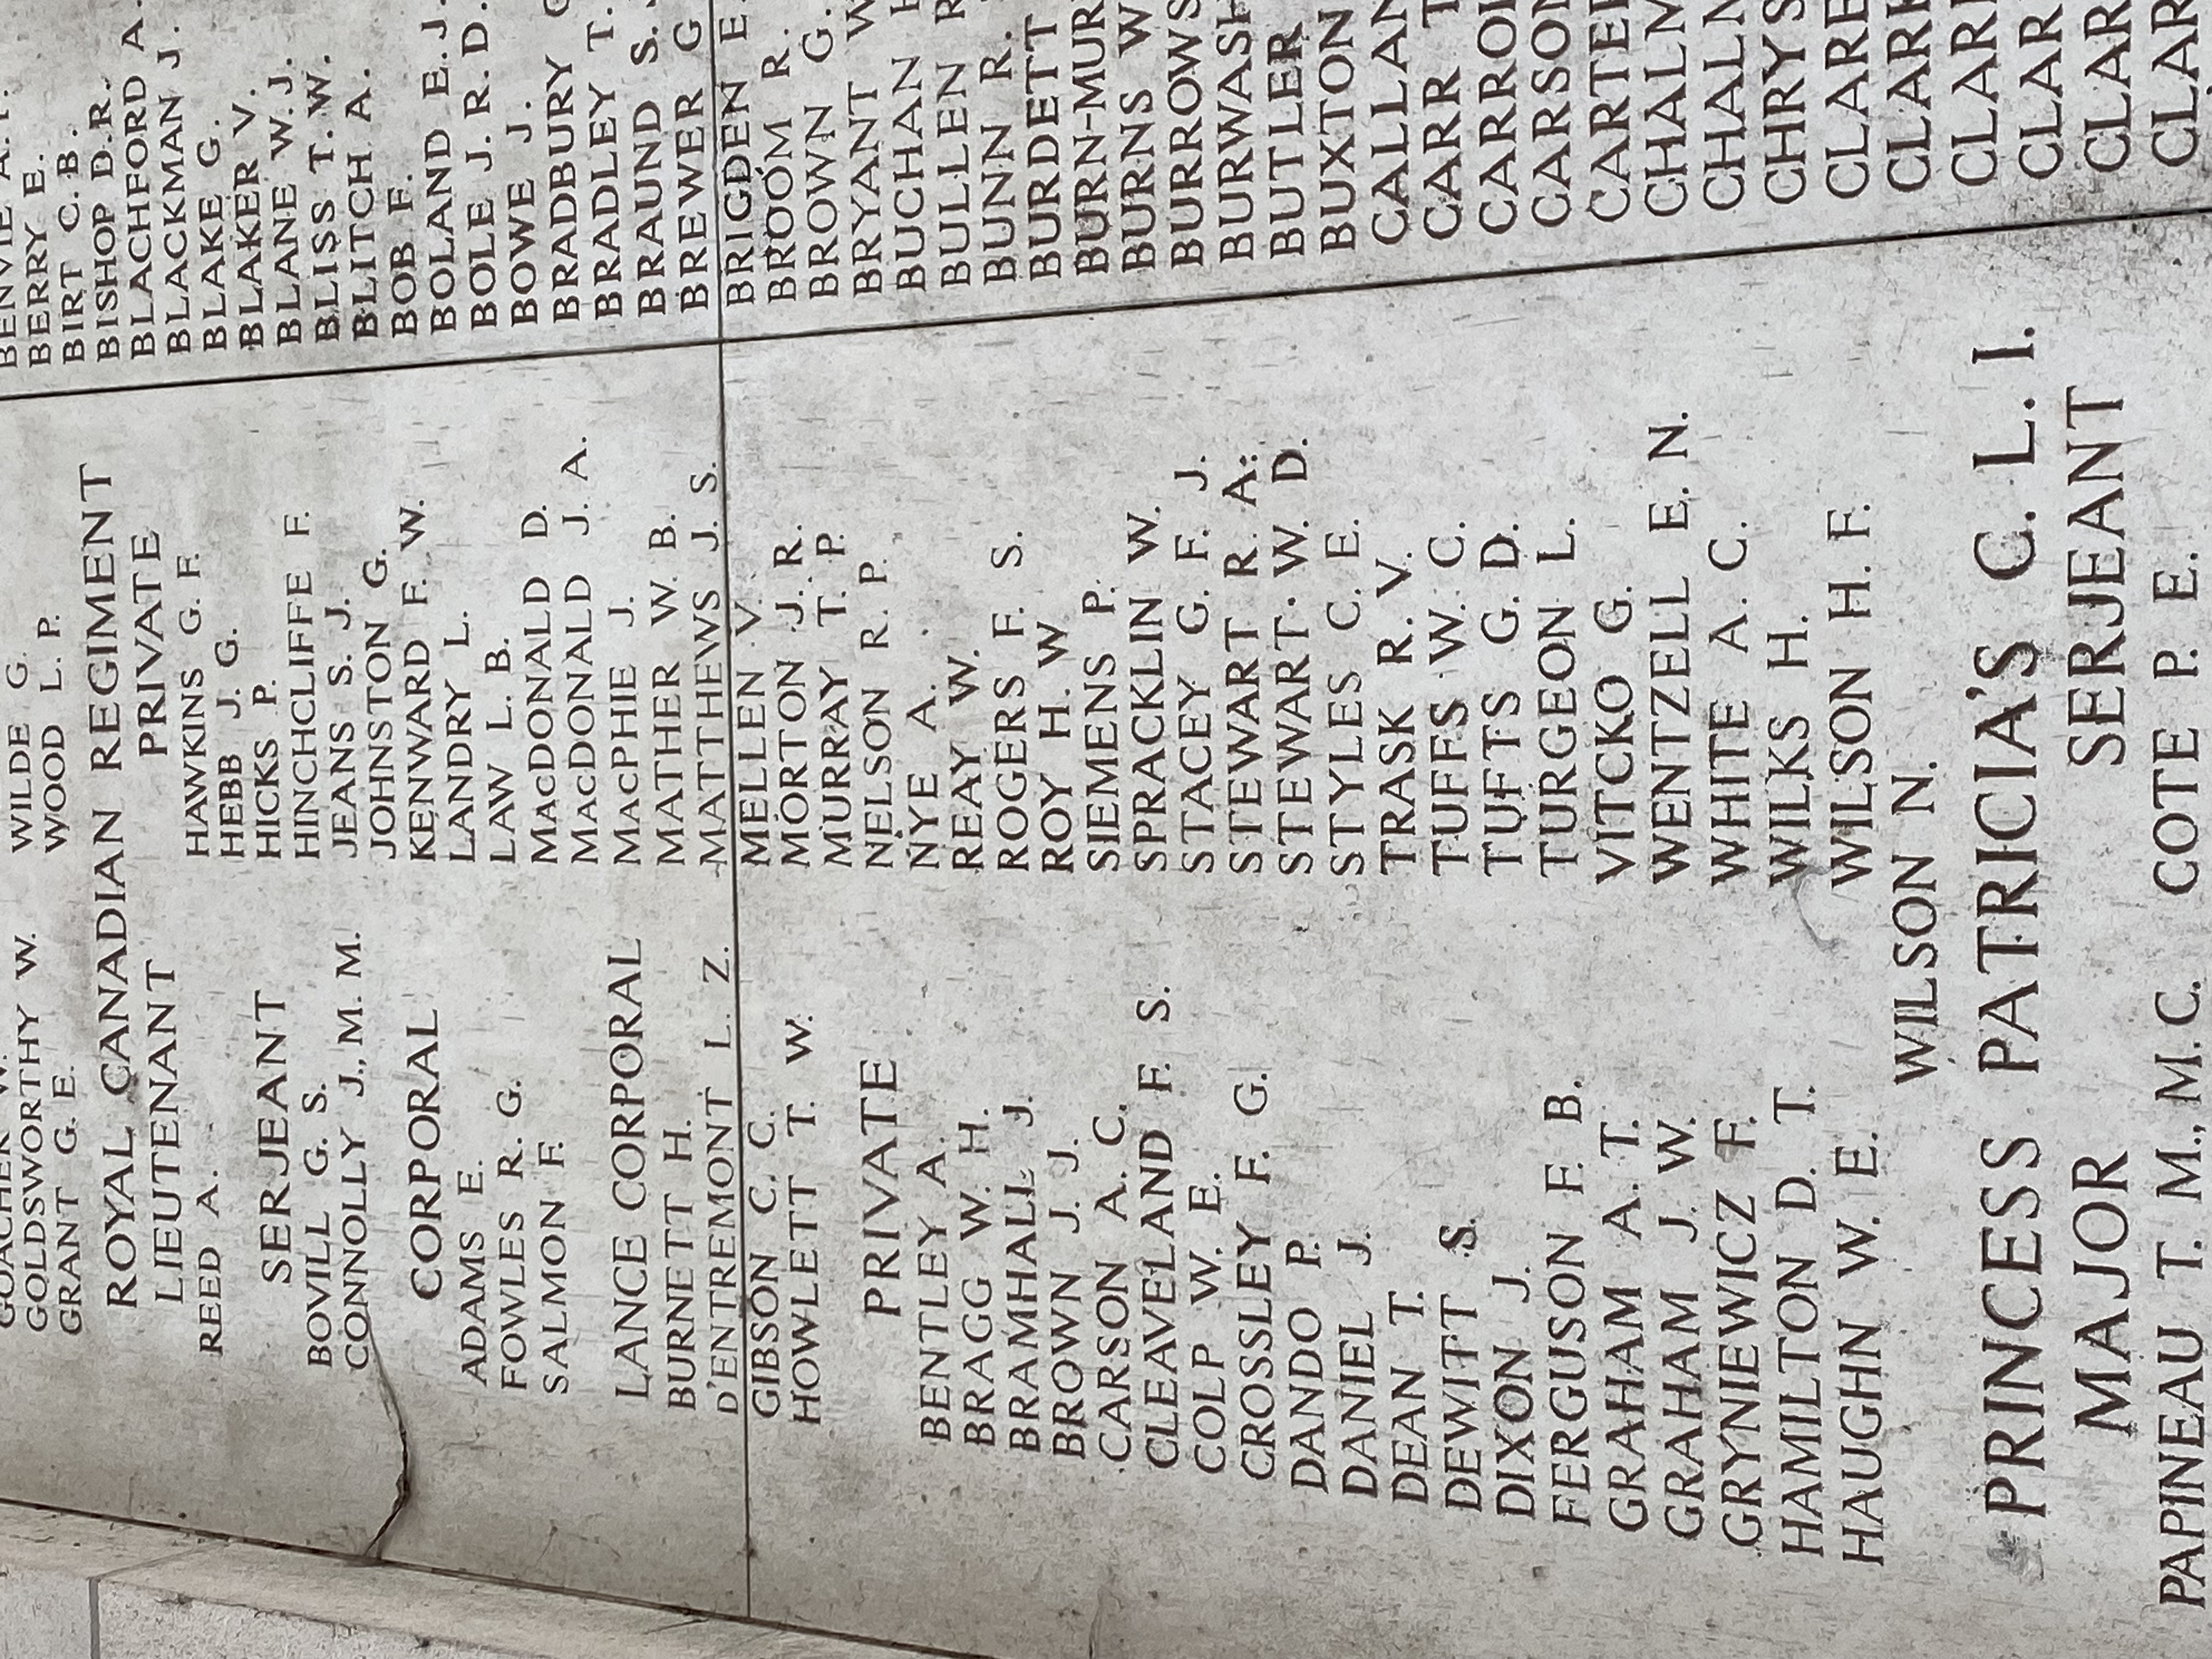 GOLDSWORTHY W.
GRANT G. E.
WILDE G.
WOOD L. P.
ROYAL CANADIAN REGIMENT
LIEUTENANT
REED A.
SERJEANT
BOVILL G. S.
CONNOLLY J., M. M.
CORPORAL
ADAMS E.
FOWLES R. G.
SALMON F.
LANCE CORPORAL
BURNETT H.
D'ENTREMONT L. Z.
GIBSON C. C.
HOWLETT T. W.
PRIVATE
BENTLEY A.
BRAGG W. H.
BRAMHALL J.
BROWN J. J.
CARSON A. C.
CLEAVELAND F. S.
COLP W. E.
CROSSLEY F. G.
DANDO P.
DANIEL J.
DEAN T.
DEWITT S.
DIXON J.
FERGUSON F. B.
GRAHAM A. T.
GRAHAM J. W.
GRYNIEWICZ F.
HAMILTON D. T.
HAUGHN W. E.
PRIVATE
HAWKINS G. F.
HEBB J. G.
HICKS P.
HINCHCLIFFE F.
JEANS S. J.
JOHNSTON G.
KENWARD F. W.
LANDRY L.
LAW L. B.
MacDONALD D.
MacDONALD J. A.
MacPHIE J.
MATHER W. B.
MATTHEWS J. S.
MELLEN V.
MORTON J. R.
MURRAY T. P.
NELSON R. P.
NYE A.
REAY W.
ROGERS F. S.
ROY H. W
SIEMENS P.
SPRACKLIN W.
STACEY G. F. J.
STEWART R. A.
STEWART W. D.
STYLES C. E.
TRASK R. V.
TUFFS W. C.
TUFTS G. D.
TURGEON L.
VITCKO G.
WENTZELL E. N.
WHITE A. C.
WILKS H.
WILSON H. F.
WILSON N.
PRINCESS PATRICIA'S C. L. I.
MAJOR
PAPINEAU T. M., M. C.
SERJEANT
COTE P. E.
BERRY E.
BIRT C. B.
BISHOP D. R.
BLACHFORD A.
BLACKMAN J.
BLAKE G.
BLAKER V.
BLANE W. J.
BLISS T. W.
BLITCH A.
BOB F.
BOLAND E. J.
BOLE J. R. D.
BOWE J.
BRADBURY
BRADLEY T.
BRAUND S.
BREWER G
BRIGDEN E.
BROOM R.
BROWN G.
BRYANT W
BUCHAN
BULLEN R
BUNN R.
BURDETT
BURN-MUR
BURNS W
BURROWS
BURWASH
BUTLER
BUXTON
CALLAN
CARR T
CARRO
CARSON
CARTE
CHALM
CHALM
CHRYS
CLARE
CLARK
CLAR
CLAR
CLAR
CLAR